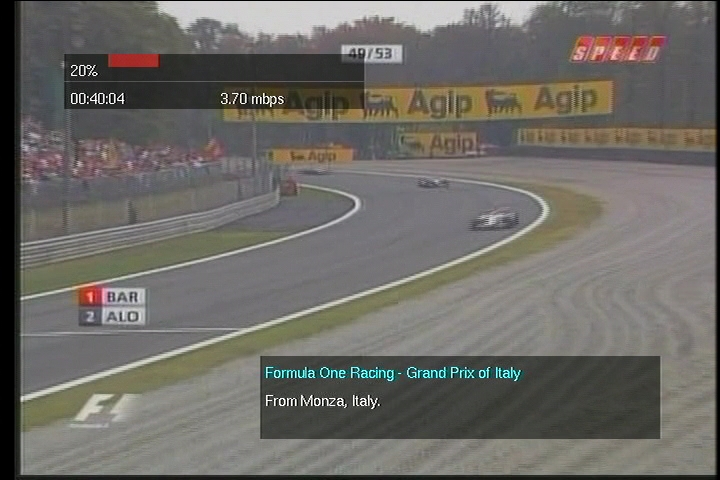 49/53
SPEED
20%
00:40:04 3.70 mbps
Agip Agip Agip
Agip
Agip
1 BAR
2 ALO
Formula One Racing - Grand Prix of Italy
From Monza, Italy.
F1